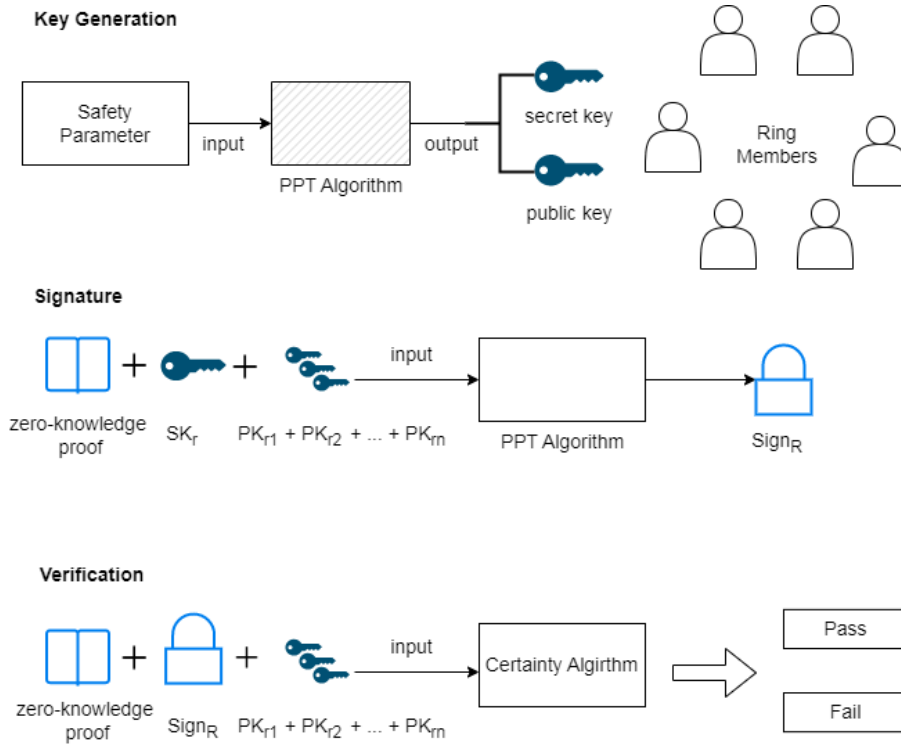 Key Generation
Safety
Parameter
input
PPT Algorithm
output
secret key
public key
Ring
Members
Signature
zero-knowledge
proof
SKr
PKr1 + PKr2 + ... + PKrn
input
PPT Algorithm
SignR
Verification
zero-knowledge
proof
SignR
PKr1 + PKr2 + ... + PKrn
input
Certainty Algirthm
Pass
Fail